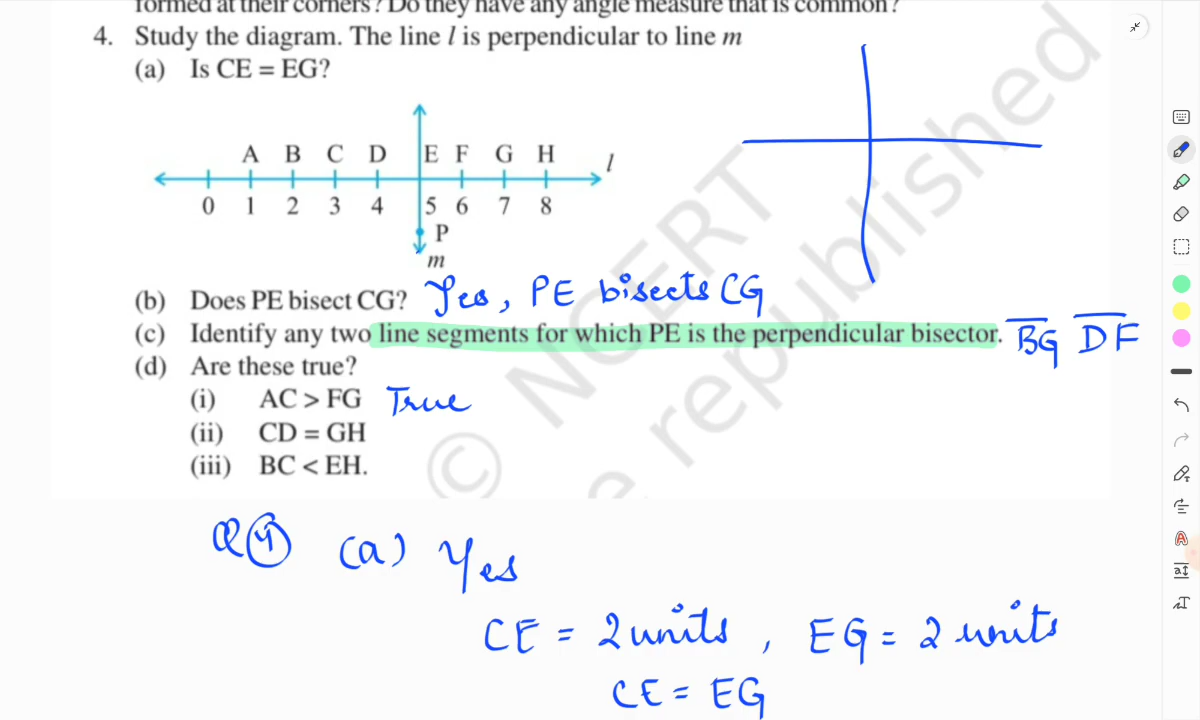 formed at their corners? Do they have any angle measure that is common?
4. Study the diagram. The line l is perpendicular to line m
(a) Is CE = EG?
A B C D E F G H l
0 1 2 3 4 5 6 7 8
P
m
(b) Does PE bisect CG? Yes, PE bisects CG
(c) Identify any two line segments for which PE is the perpendicular bisector. BG DF
(d) Are these true?
(i) AC > FG True
(ii) CD = GH
(iii) BC < EH.
© NCERT
republished
Q4 (a) Yes
CE = 2 units, EG = 2 units
CE = EG